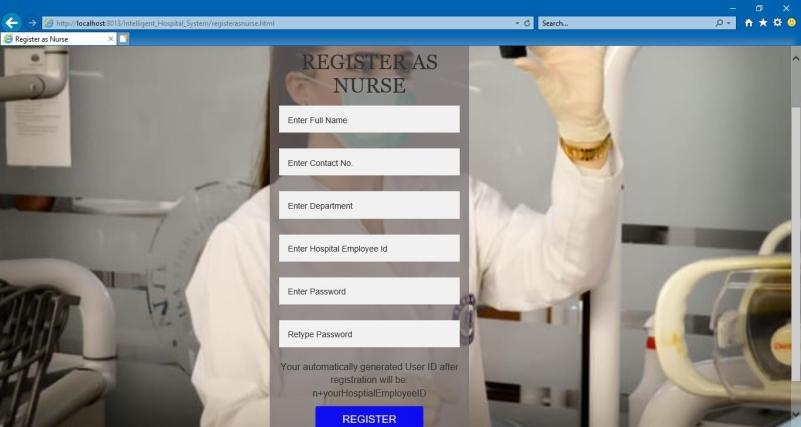 http://localhost:3013/Intelligent_Hospital_System/registerasnurse.html
Search...
Register as Nurse
REGISTER AS
NURSE
Enter Full Name
Enter Contact No.
Enter Department
Enter Hospital Employee Id
Enter Password
Retype Password
Your automatically generated User ID after
registration will be:
n+yourHosptialEmployeeID
REGISTER